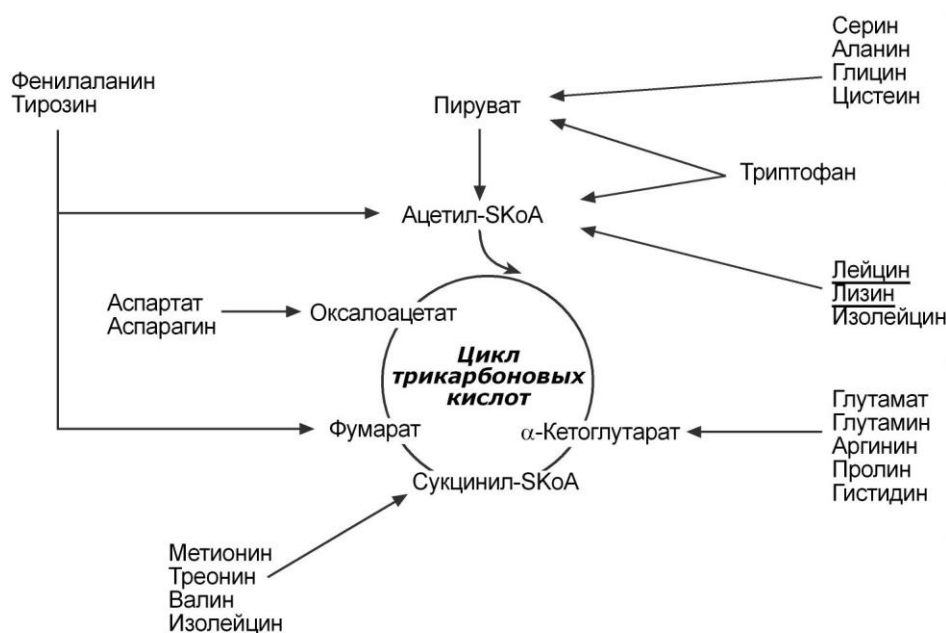 Серин
Аланин
Глицин
Цистеин
Фенилаланин
Тирозин
Пируват
Триптофан
Ацетил-SKoA
Лейцин
Лизин
Изолейцин
Аспартат
Аспарагин
Оксалоацетат
Цикл
трикарбоновых
кислот
Глутамат
Глутамин
Аргинин
Пролин
Гистидин
Фумарат
α-Кетоглутарат
Сукцинил-SKoA
Метионин
Треонин
Валин
Изолейцин